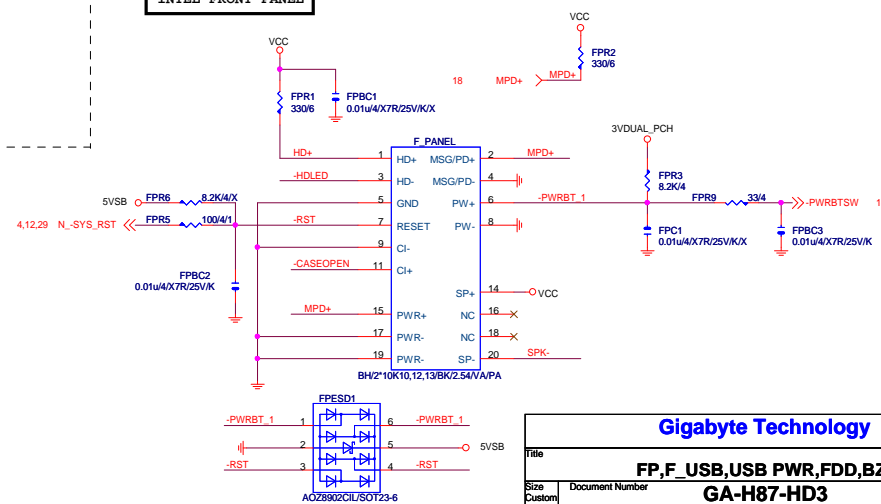 INTEL FRONT PANEL
VCC
FPR1
330/6
FPBC1
0.01u/4/X7R/25V/K/X
18 MPD+ MPD+
VCC
FPR2
330/6
F_PANEL
HD+ 1 HD+ MSG/PD+ 2 MPD+
-HDLED 3 HD- MSG/PD- 4
5 GND PW+ 6 -PWRBT_1
-RST 7 RESET PW- 8
9 CI-
-CASEOPEN 11 CI+
SP+ 14 VCC
MPD+ 15 PWR+ NC 16
17 PWR- NC 18
19 PWR- SP- 20 SPK-
BH/2*10K10,12,13/BK/2.54/VA/PA
5VSB FPR6 8.2K/4/X
4,12,29 N_-SYS_RST FPR5 100/4/1
FPBC2
0.01u/4/X7R/25V/K
3VDUAL_PCH
FPR3
8.2K/4
FPR9 33/4
-PWRBTSW
FPC1
0.01u/4/X7R/25V/K/X
FPBC3
0.01u/4/X7R/25V/K
FPESD1
-PWRBT_1 1 6 -PWRBT_1
2 5 5VSB
-RST 3 4 -RST
AOZ8902CIL/SOT23-6
Gigabyte Technology
Title
FP,F_USB,USB PWR,FDD,BZ
Size
Custom
Document Number
GA-H87-HD3